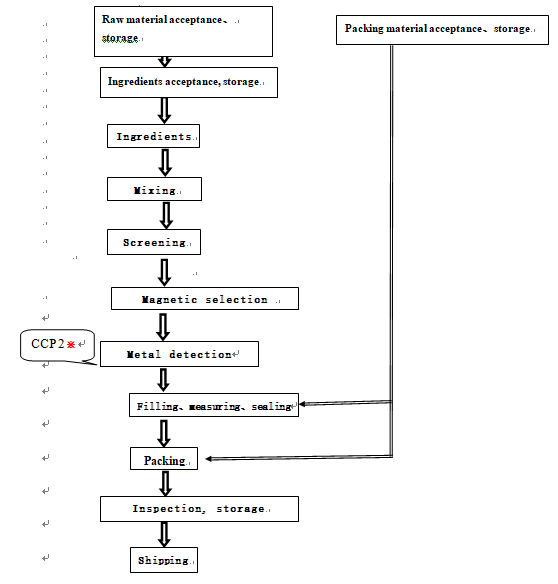 Raw material acceptance、
storage
Packing material acceptance、storage
Ingredients acceptance, storage
Ingredients
Mixing
Screening
Magnetic selection
CCP2※
Metal detection
Filling、measuring、sealing
Packing
Inspection, storage
Shipping